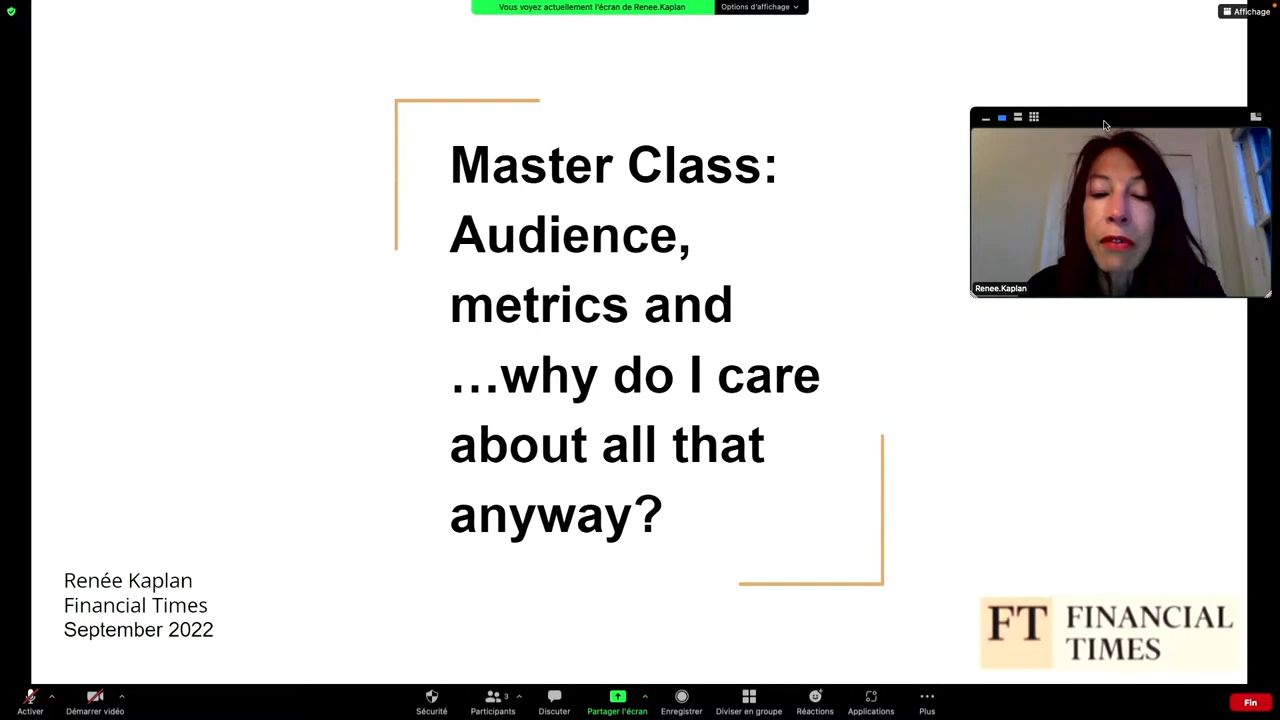 Vous voyez actuellement l'écran de Renee.Kaplan
Options d'affichage
Affichage
Master Class:
Audience,
metrics and
…why do I care
about all that
anyway?
Renee.Kaplan
Renée Kaplan
Financial Times
September 2022
FT FINANCIAL
TIMES
Activer
Démarrer vidéo
Sécurité
Participants
3
Discuter
Partager l'écran
Enregistrer
Diviser en groupe
Réactions
Applications
Plus
Fin